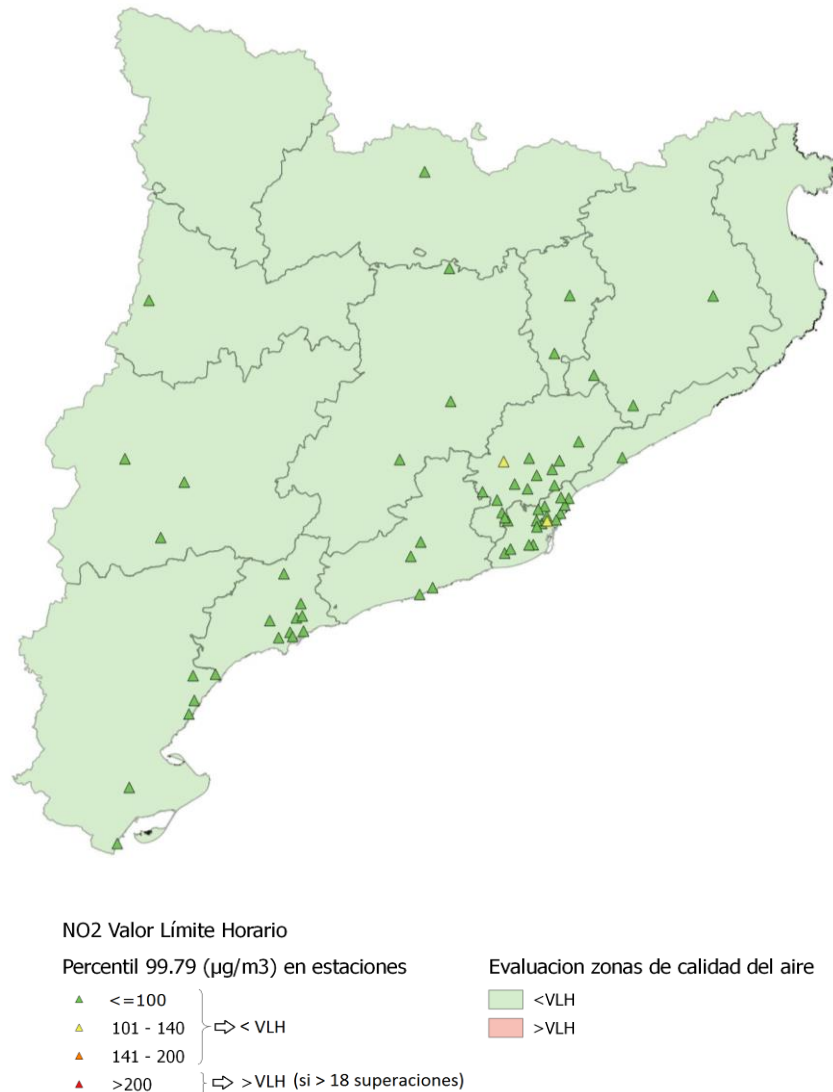 NO2 Valor Límite Horario
Percentil 99.79 (µg/m3) en estaciones
<=100
101 - 140
141 - 200
< VLH
>200
>VLH (si > 18 superaciones)
Evaluacion zonas de calidad del aire
<VLH
>VLH